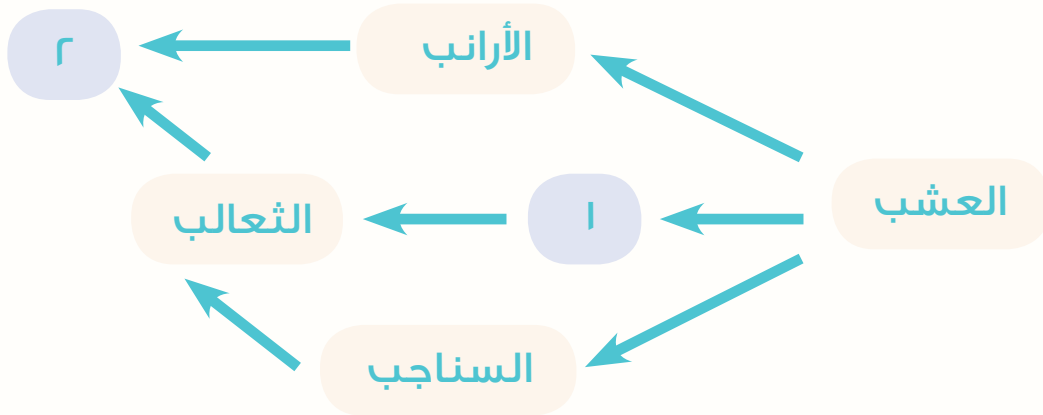 الأرانب
٢
العشب
١
الثعالب
السناجب